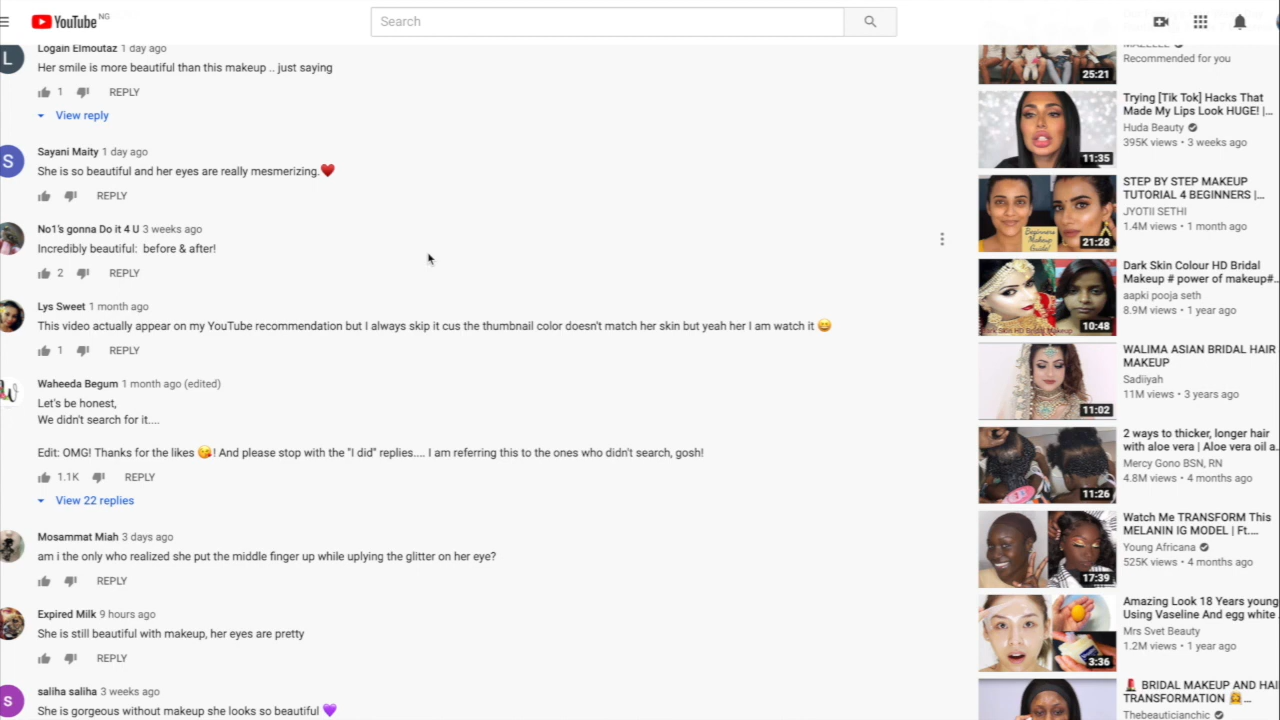 YouTube NG
Search
Logain Elmoutaz 1 day ago
Her smile is more beautiful than this makeup .. just saying
1 REPLY
View reply
S
Sayani Maity 1 day ago
She is so beautiful and her eyes are really mesmerizing.❤️
REPLY
No1's gonna Do it 4 U 3 weeks ago
Incredibly beautiful: before & after!
2 REPLY
Lys Sweet 1 month ago
This video actually appear on my YouTube recommendation but I always skip it cus the thumbnail color doesn't match her skin but yeah her I am watch it 😄
1 REPLY
Waheeda Begum 1 month ago (edited)
Let's be honest,
We didn't search for it....
Edit: OMG! Thanks for the likes 😘! And please stop with the "I did" replies.... I am referring this to the ones who didn't search, gosh!
1.1K REPLY
View 22 replies
Mosammat Miah 3 days ago
am i the only who realized she put the middle finger up while uplying the glitter on her eye?
REPLY
Expired Milk 9 hours ago
She is still beautiful with makeup, her eyes are pretty
REPLY
S
saliha saliha 3 weeks ago
She is gorgeous without makeup she looks so beautiful 💜
25:21
Recommended for you
Trying [Tik Tok] Hacks That
Made My Lips Look HUGE! |...
Huda Beauty
395K views • 3 weeks ago
11:35
STEP BY STEP MAKEUP
TUTORIAL 4 BEGINNERS |...
JYOTII SETHI
1.4M views • 1 month ago
Beginners
Makeup
Guide!
21:28
Dark Skin Colour HD Bridal
Makeup # power of makeup#..
aapki pooja seth
8.9M views • 1 year ago
Dark Skin HD Bridal Makeup
10:48
WALIMA ASIAN BRIDAL HAIR
MAKEUP
Sadiiyah
11M views • 3 years ago
11:02
2 ways to thicker, longer hair
with aloe vera | Aloe vera oil a..
Mercy Gono BSN, RN
4.8M views • 4 months ago
11:26
Watch Me TRANSFORM This
MELANIN IG MODEL | Ft....
Young Africana
525K views • 4 months ago
17:39
Amazing Look 18 Years young
Using Vaseline And egg white
Mrs Svet Beauty
1.2M views • 1 year ago
3:36
💄 BRIDAL MAKEUP AND HAI
TRANSFORMATION 👰...
Thebeauticianchic